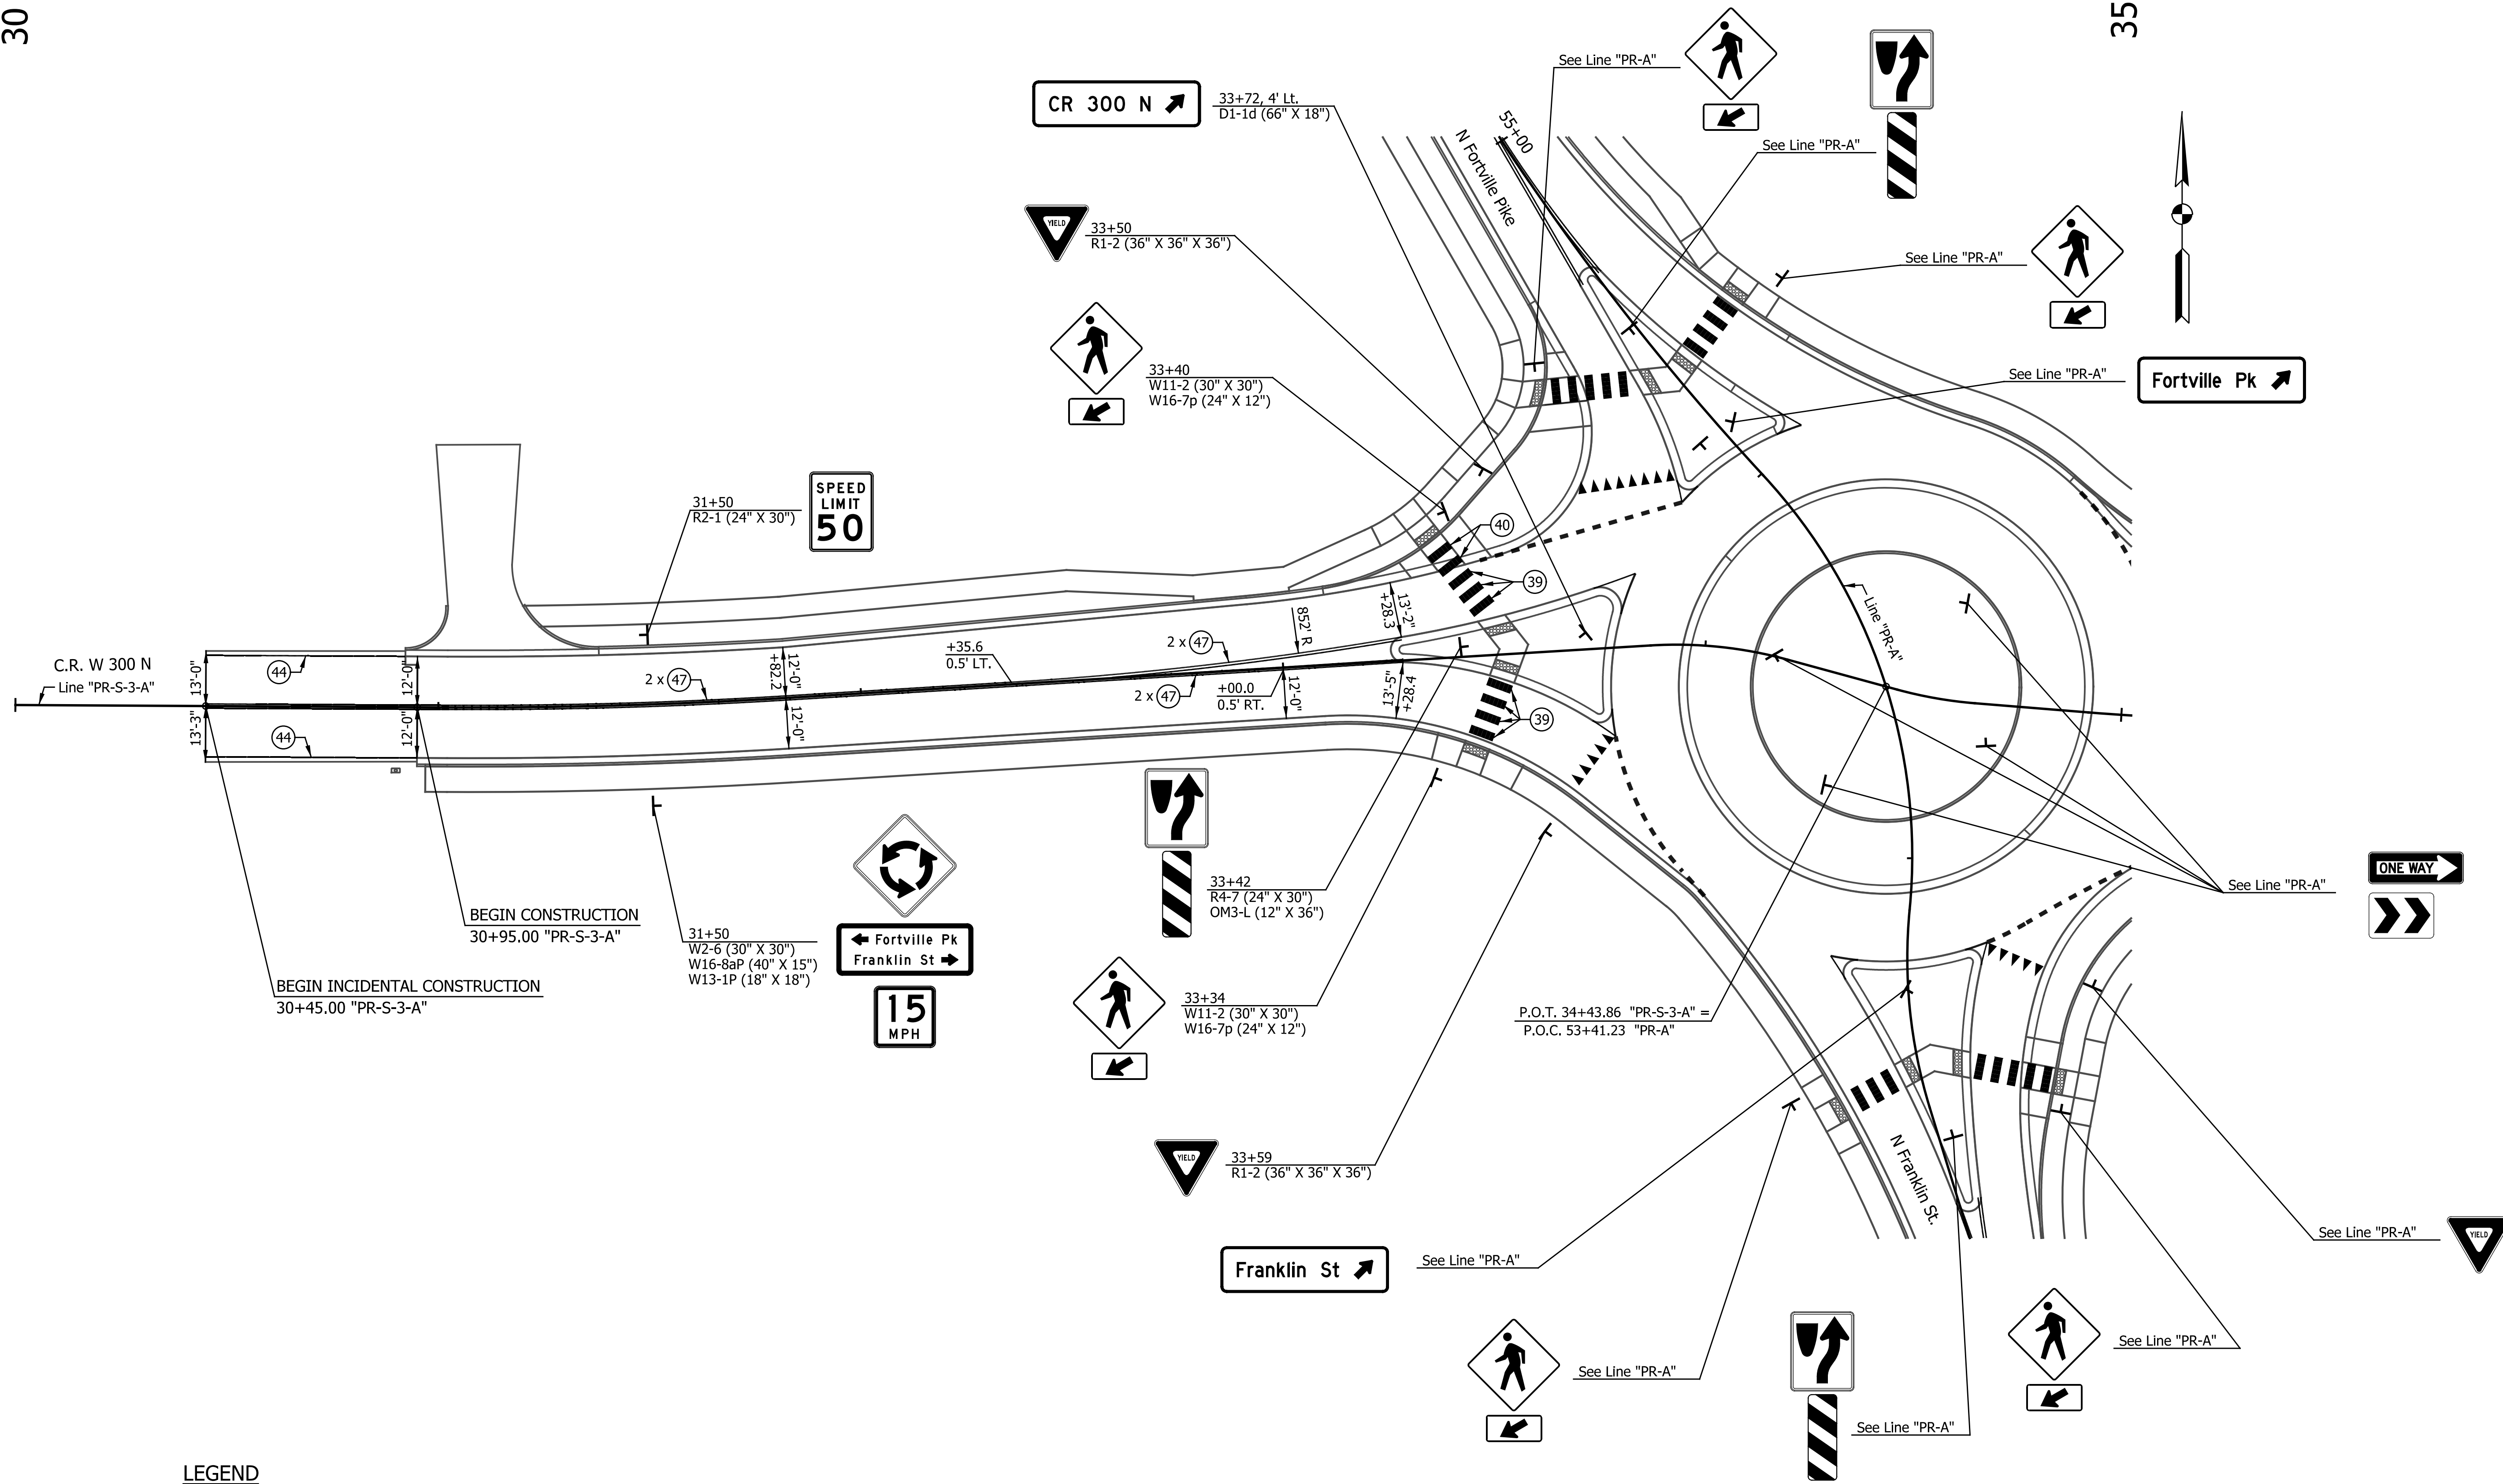 30
35
See Line "PR-A"
CR 300 N
33+72, 4' Lt.
D1-1d (66" X 18")
55+00
N Fortville Pike
See Line "PR-A"
YIELD
33+50
R1-2 (36" X 36" X 36")
See Line "PR-A"
33+40
W11-2 (30" X 30")
W16-7p (24" X 12")
See Line "PR-A"
Fortville Pk
SPEED
LIMIT
50
31+50
R2-1 (24" X 30")
40
39
13'-2"
+28.3
852' R
Line "PR-A"
C.R. W 300 N
Line "PR-S-3-A"
13'-0"
44
12'-0"
2 x 47
12'-0"
+82.2
+35.6
0.5' LT.
2 x 47
2 x 47
+00.0
0.5' RT.
12'-0"
13'-5"
+28.4
39
13'-3"
44
12'-0"
12'-0"
BEGIN CONSTRUCTION
30+95.00 "PR-S-3-A"
BEGIN INCIDENTAL CONSTRUCTION
30+45.00 "PR-S-3-A"
31+50
W2-6 (30" X 30")
W16-8aP (40" X 15")
W13-1P (18" X 18")
Fortville Pk
Franklin St
15
MPH
33+42
R4-7 (24" X 30")
OM3-L (12" X 36")
ONE WAY
See Line "PR-A"
33+34
W11-2 (30" X 30")
W16-7p (24" X 12")
P.O.T. 34+43.86 "PR-S-3-A" =
P.O.C. 53+41.23 "PR-A"
YIELD
33+59
R1-2 (36" X 36" X 36")
N Franklin St.
See Line "PR-A"
YIELD
Franklin St
See Line "PR-A"
See Line "PR-A"
See Line "PR-A"
See Line "PR-A"
LEGEND